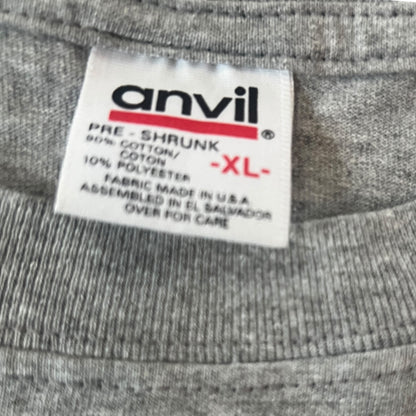 anvil®
PRE - SHRUNK
90% COTTON/
COTON
10% POLYESTER
-XL-
FABRIC MADE IN U.S.A
ASSEMBLED IN EL SALVADOR
OVER FOR CARE